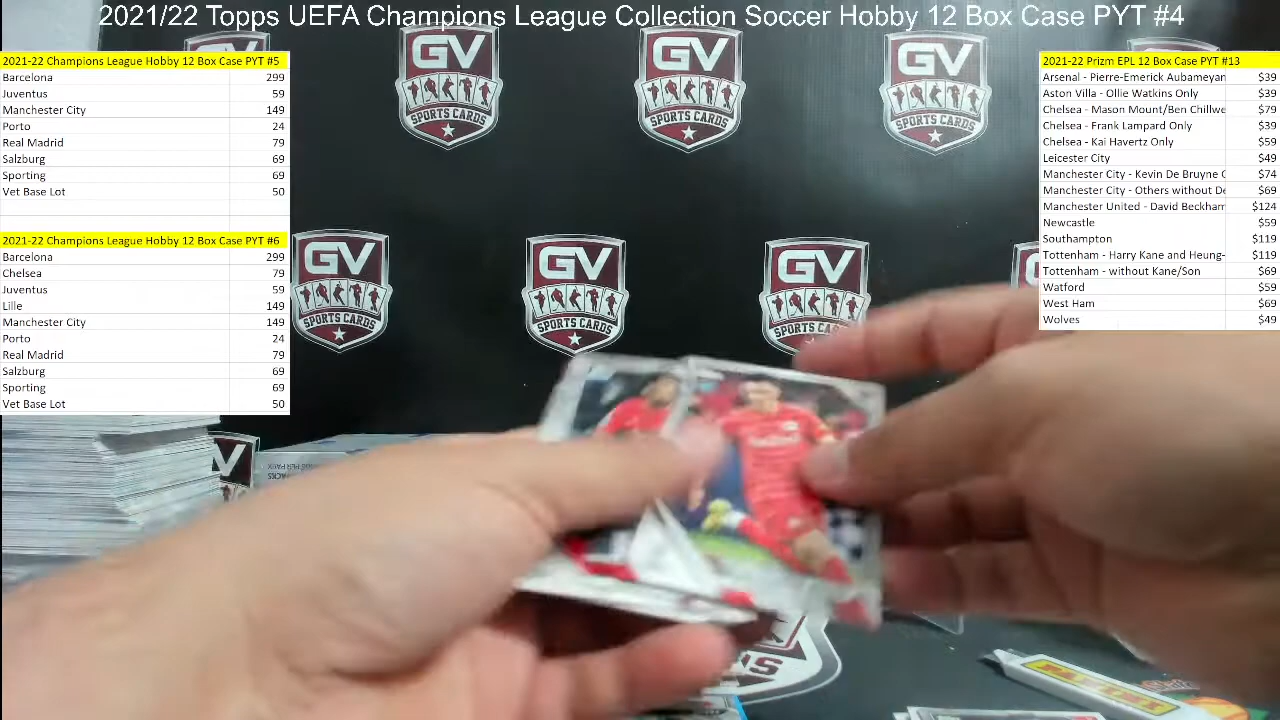 2021/22 Topps UEFA Champions League Collection Soccer Hobby 12 Box Case PYT #4
2021-22 Champions League Hobby 12 Box Case PYT #5
Barcelona 299
Juventus 59
Manchester City 149
Porto 24
Real Madrid 79
Salzburg 69
Sporting 69
Vet Base Lot 50
2021-22 Champions League Hobby 12 Box Case PYT #6
Barcelona 299
Chelsea 79
Juventus 59
Lille 149
Manchester City 149
Porto 24
Real Madrid 79
Salzburg 69
Sporting 69
Vet Base Lot 50
2021-22 Prizm EPL 12 Box Case PYT #13
Arsenal - Pierre-Emerick Aubameyan $39
Aston Villa - Ollie Watkins Only $39
Chelsea - Mason Mount/Ben Chillwe $79
Chelsea - Frank Lampard Only $39
Chelsea - Kai Havertz Only $59
Leicester City $49
Manchester City - Kevin De Bruyne $74
Manchester City - Others without De $69
Manchester United - David Beckham $124
Newcastle $59
Southampton $119
Tottenham - Harry Kane and Heung- $119
Tottenham - without Kane/Son $69
Watford $59
West Ham $69
Wolves $49
GV
SPORTS CARDS
GV
SPORTS CARDS
GV
SPORTS CARDS
GV
SPORTS CARDS
GV
SPORTS CARDS
GV
SPORTS CARDS